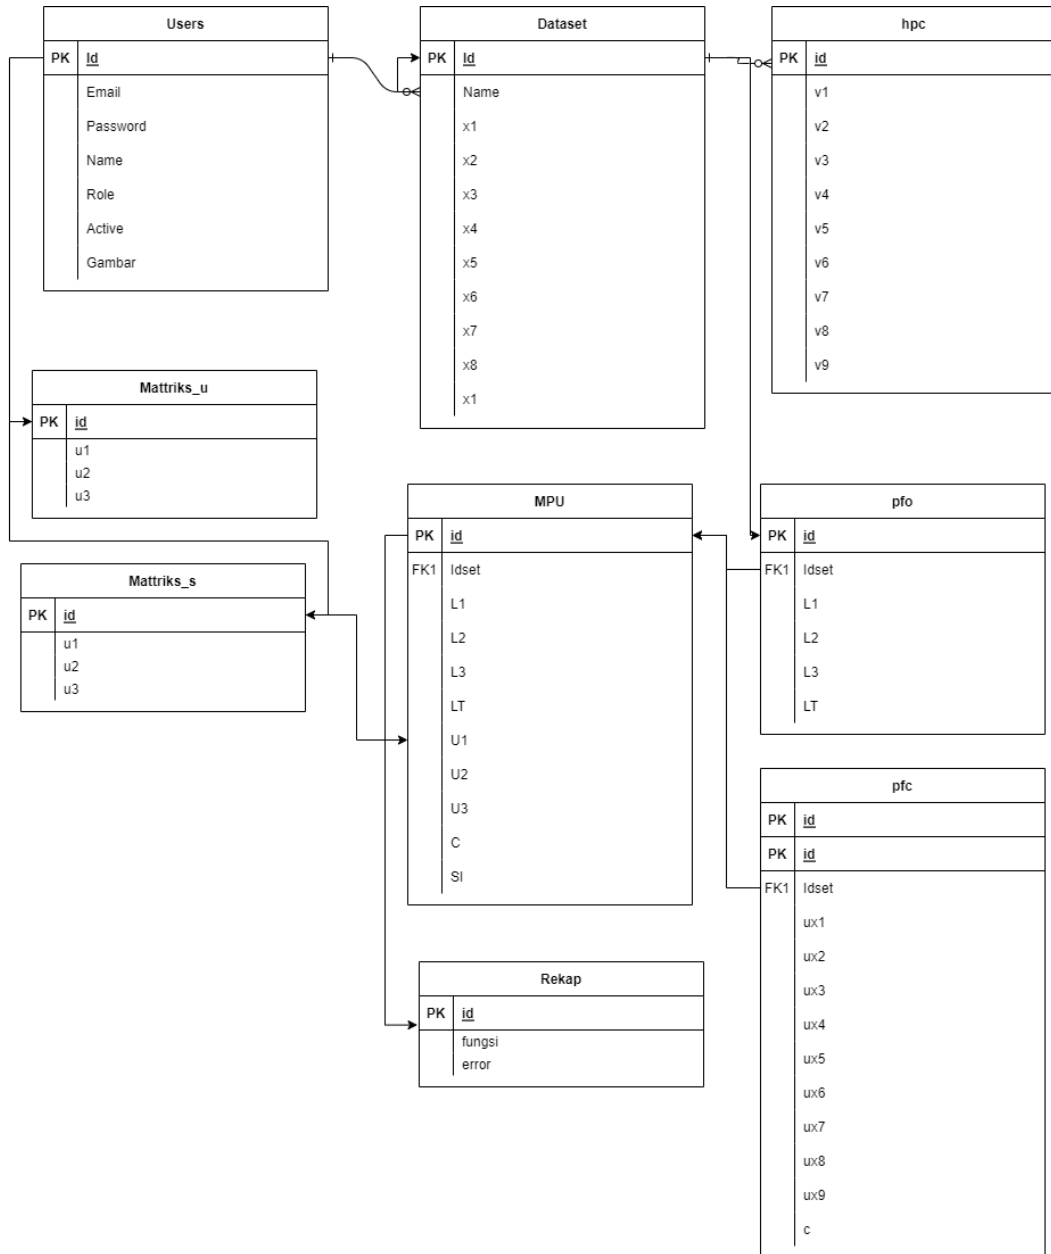 Users
PK Id
Email
Password
Name
Role
Active
Gambar
Dataset
PK Id
Name
x1
x2
x3
x4
x5
x6
x7
x8
x1
hpc
PK id
v1
v2
v3
v4
v5
v6
v7
v8
v9
Mattriks_u
PK id
u1
u2
u3
Mattriks_s
PK id
u1
u2
u3
MPU
PK id
FK1 Idset
L1
L2
L3
LT
U1
U2
U3
C
SI
pfo
PK id
FK1 Idset
L1
L2
L3
LT
pfc
PK id
PK id
FK1 Idset
ux1
ux2
ux3
ux4
ux5
ux6
ux7
ux8
ux9
c
Rekap
PK id
fungsi
error